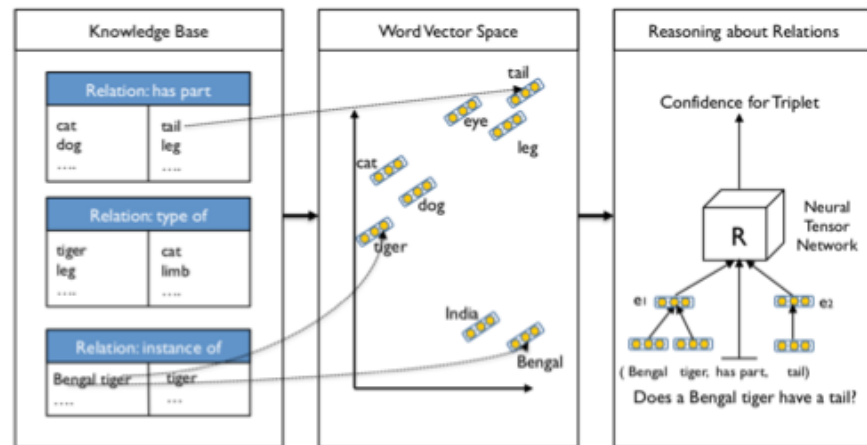 Knowledge Base
Relation: has part
cat tail
dog leg
.... ....
Relation: type of
tiger cat
leg limb
.... ....
Relation: instance of
Bengal tiger tiger
.... ...
Word Vector Space
tail
eye
leg
cat
dog
tiger
India
Bengal
Reasoning about Relations
Confidence for Triplet
R
Neural
Tensor
Network
e1 e2
( Bengal tiger, has part, tail)
Does a Bengal tiger have a tail?